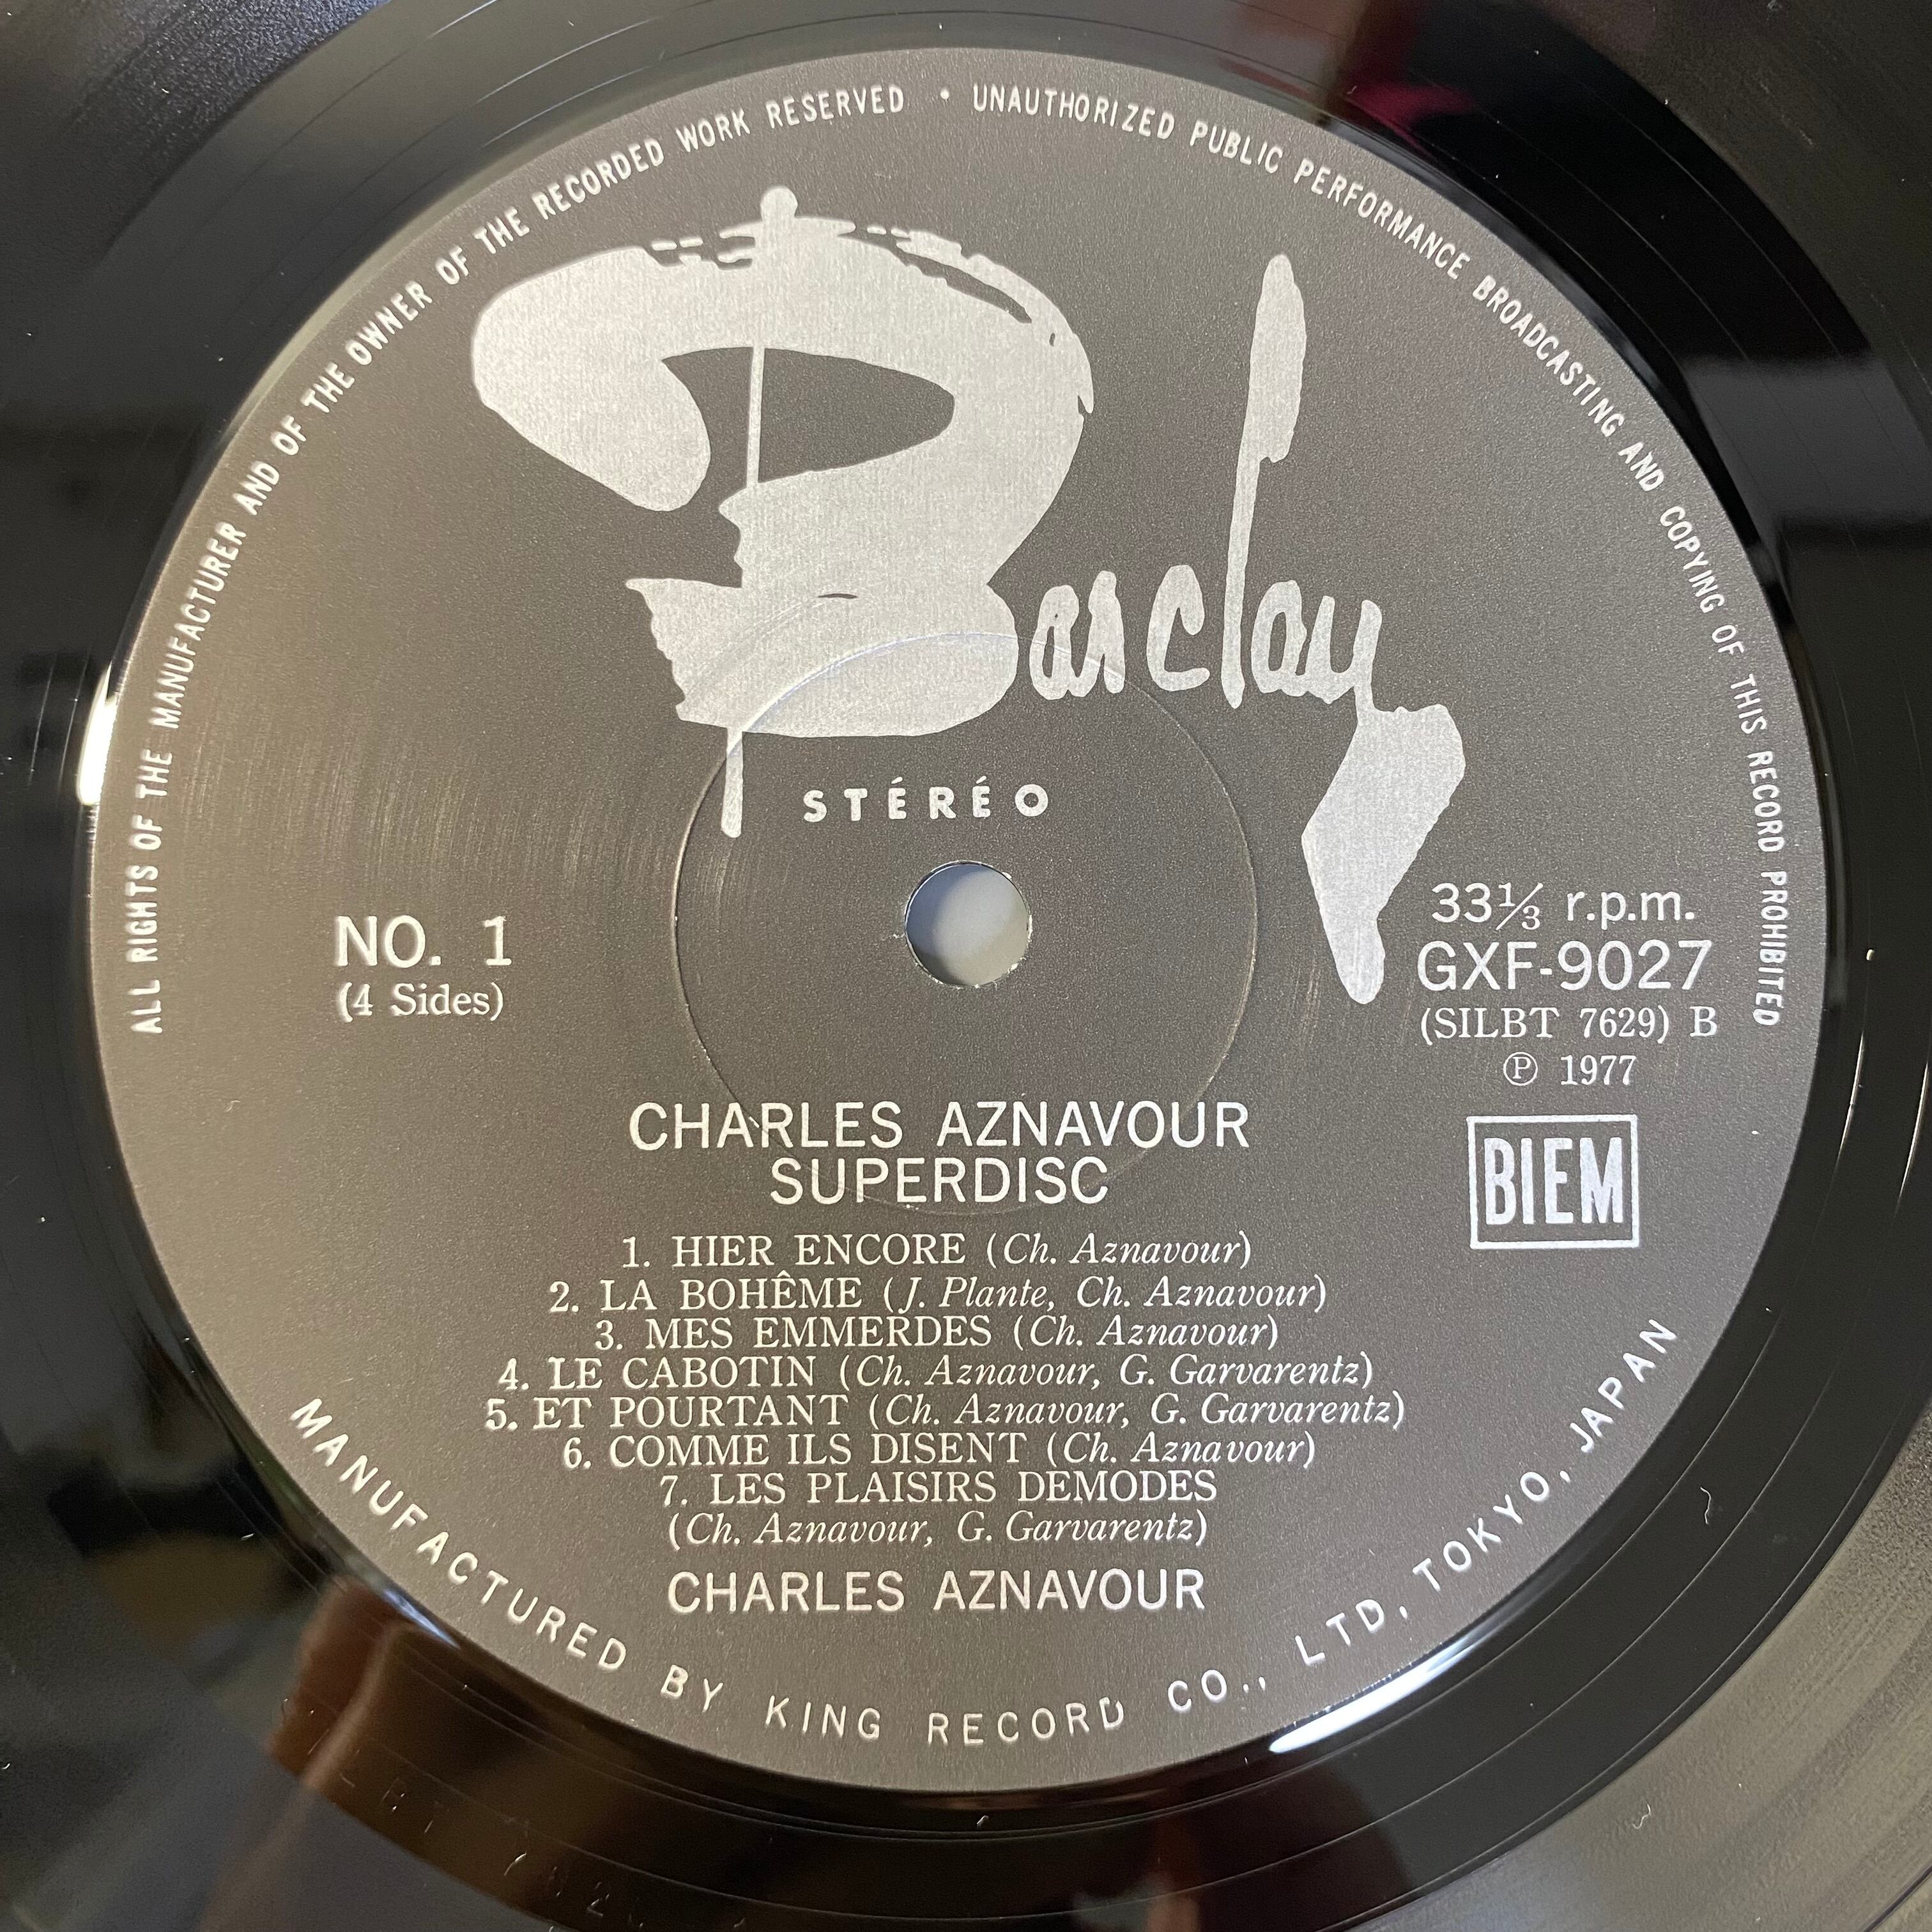 ALL RIGHTS OF THE MANUFACTURER AND OF THE OWNER OF THE RECORDED WORK RESERVED • UNAUTHORIZED PUBLIC PERFORMANCE BROADCASTING AND COPYING OF THIS RECORD PROHIBITED
Barclay
STÉRÉO
NO. 1
(4 Sides)
33⅓ r.p.m.
GXF-9027
(SILBT 7629) B
Ⓟ 1977
BIEM
CHARLES AZNAVOUR
SUPERDISC
1. HIER ENCORE (Ch. Aznavour)
2. LA BOHÊME (J. Plante, Ch. Aznavour)
3. MES EMMERDES (Ch. Aznavour)
4. LE CABOTIN (Ch. Aznavour, G. Garvarentz)
5. ET POURTANT (Ch. Aznavour, G. Garvarentz)
6. COMME ILS DISENT (Ch. Aznavour)
7. LES PLAISIRS DEMODES
(Ch. Aznavour, G. Garvarentz)
CHARLES AZNAVOUR
MANUFACTURED BY KING RECORD CO., LTD, TOKYO, JAPAN